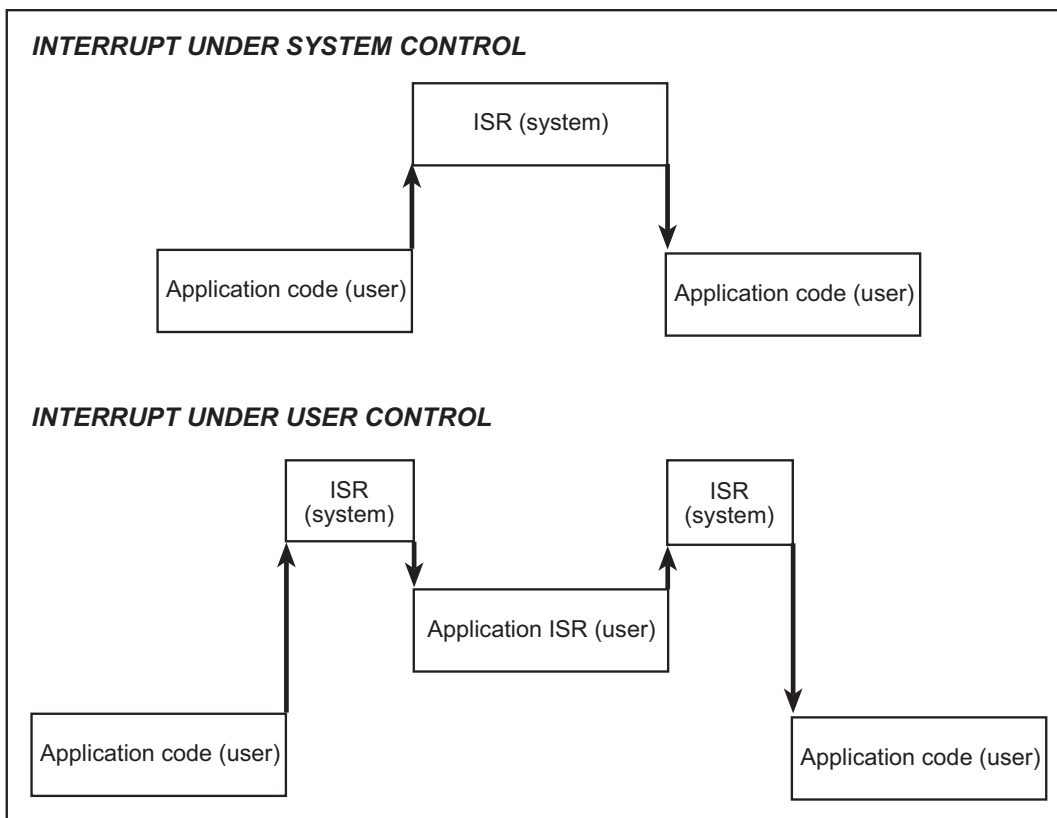 INTERRUPT UNDER SYSTEM CONTROL
ISR (system)
Application code (user)
Application code (user)
INTERRUPT UNDER USER CONTROL
ISR
(system)
ISR
(system)
Application ISR (user)
Application code (user)
Application code (user)